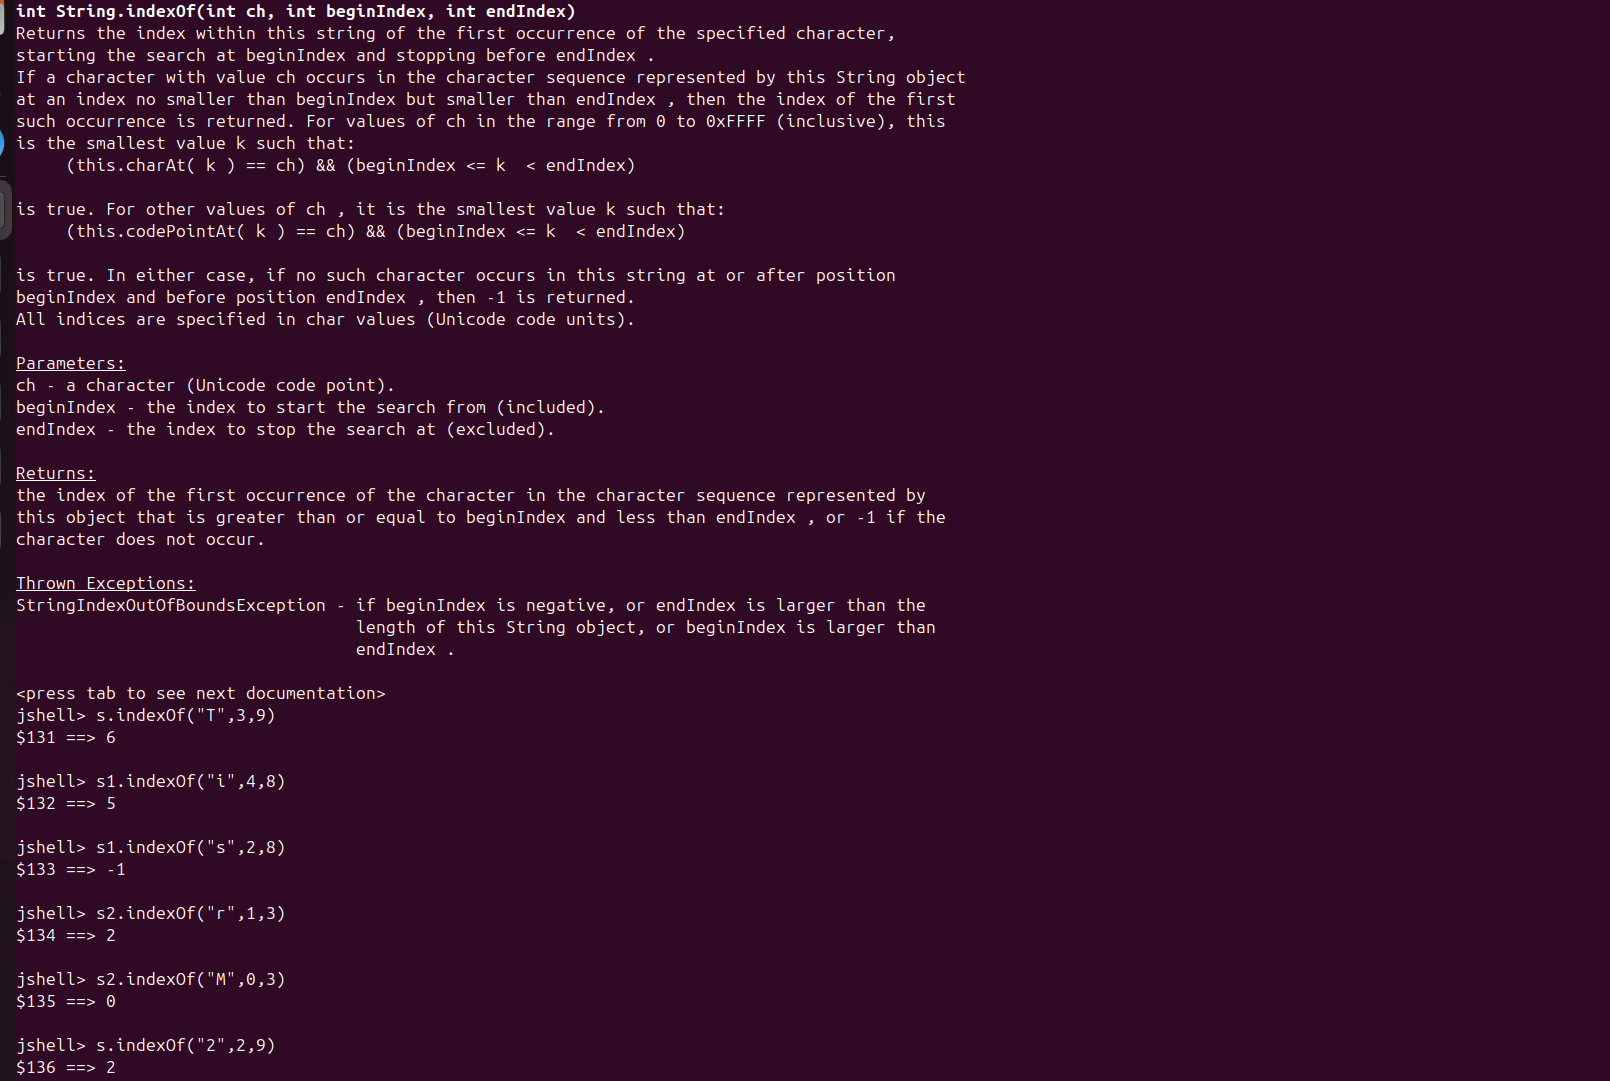 int String.indexOf(int ch, int beginIndex, int endIndex)
Returns the index within this string of the first occurrence of the specified character,
starting the search at beginIndex and stopping before endIndex .
If a character with value ch occurs in the character sequence represented by this String object
at an index no smaller than beginIndex but smaller than endIndex , then the index of the first
such occurrence is returned. For values of ch in the range from 0 to 0xFFFF (inclusive), this
is the smallest value k such that:
     (this.charAt( k ) == ch) && (beginIndex <= k  < endIndex)
is true. For other values of ch , it is the smallest value k such that:
     (this.codePointAt( k ) == ch) && (beginIndex <= k  < endIndex)
is true. In either case, if no such character occurs in this string at or after position
beginIndex and before position endIndex , then -1 is returned.
All indices are specified in char values (Unicode code units).
Parameters:
ch - a character (Unicode code point).
beginIndex - the index to start the search from (included).
endIndex - the index to stop the search at (excluded).
Returns:
the index of the first occurrence of the character in the character sequence represented by
this object that is greater than or equal to beginIndex and less than endIndex , or -1 if the
character does not occur.
Thrown Exceptions:
StringIndexOutOfBoundsException - if beginIndex is negative, or endIndex is larger than the
length of this String object, or beginIndex is larger than
endIndex .
<press tab to see next documentation>
jshell> s.indexOf("T",3,9)
$131 ==> 6
jshell> s1.indexOf("i",4,8)
$132 ==> 5
jshell> s1.indexOf("s",2,8)
$133 ==> -1
jshell> s2.indexOf("r",1,3)
$134 ==> 2
jshell> s2.indexOf("M",0,3)
$135 ==> 0
jshell> s.indexOf("2",2,9)
$136 ==> 2